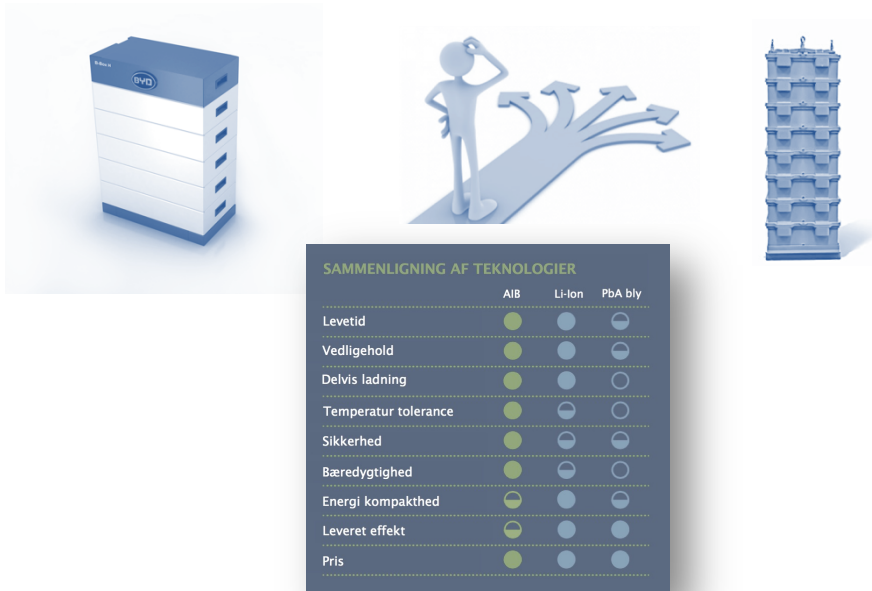 B-Box H
BYD
SAMMENLIGNING AF TEKNOLOGIER
AIB Li-Ion PbA bly
Levetid
Vedligehold
Delvis ladning
Temperatur tolerance
Sikkerhed
Bæredygtighed
Energi kompakthed
Leveret effekt
Pris